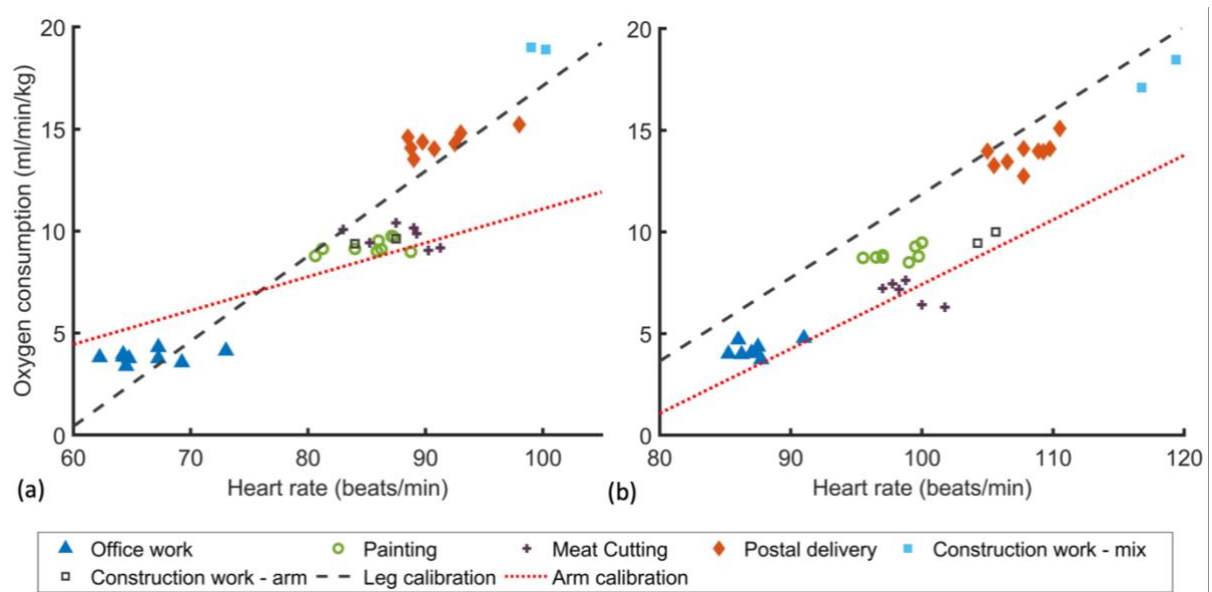 Oxygen consumption (ml/min/kg)
20
15
10
5
0
60 70 80 90 100
Heart rate (beats/min)
(a)
20
15
10
5
0
80 90 100 110 120
Heart rate (beats/min)
(b)
Office work Painting Meat Cutting Postal delivery Construction work - mix
Construction work - arm Leg calibration Arm calibration